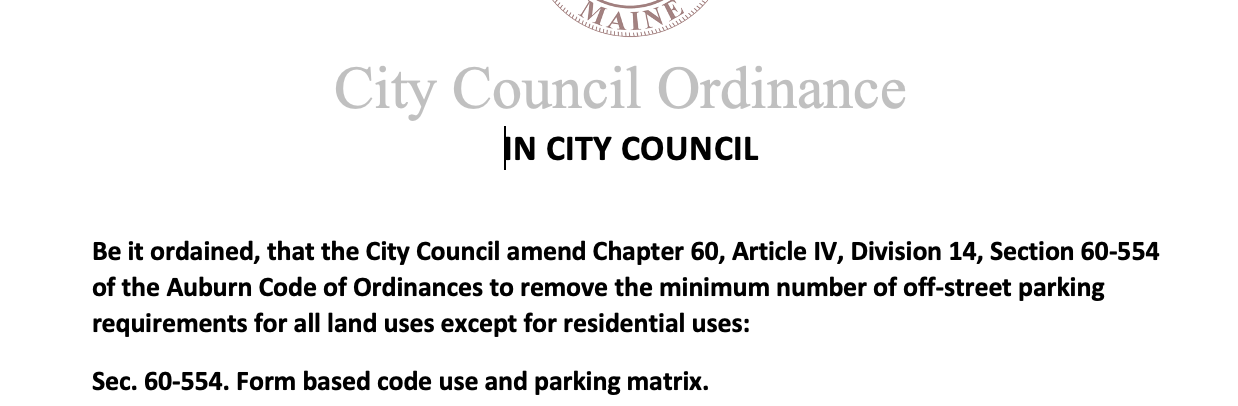 MAINE
City Council Ordinance
IN CITY COUNCIL
Be it ordained, that the City Council amend Chapter 60, Article IV, Division 14, Section 60-554
of the Auburn Code of Ordinances to remove the minimum number of off-street parking
requirements for all land uses except for residential uses:
Sec. 60-554. Form based code use and parking matrix.